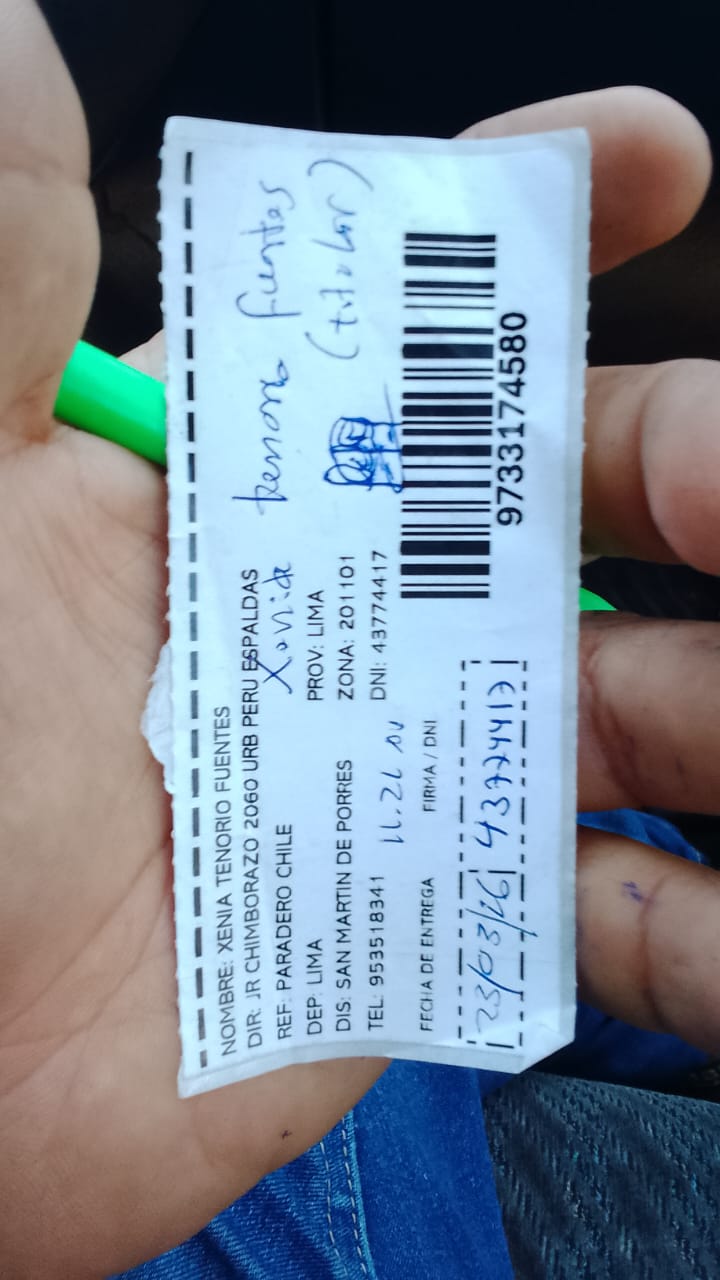 NOMBRE: XENIA TENORIO FUENTES
DIR: JR CHIMBORAZO 2060 URB PERU ESPALDAS
REF: PARADERO CHILE
Xenia tenorio fuentes
DEP: LIMA PROV: LIMA
(titular)
DIS: SAN MARTIN DE PORRES ZONA: 201101
TEL: 953518341 DNI: 43774417
FECHA DE ENTREGA FIRMA / DNI
23/03/26 43774417
9733174580